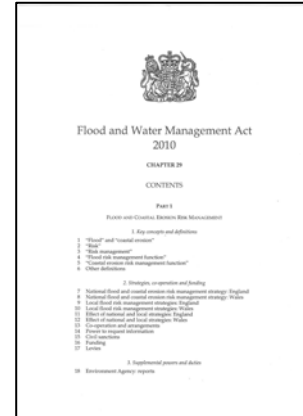 Flood and Water Management Act
2010
CHAPTER 29
CONTENTS
PART 1
FLOOD AND COASTAL EROSION RISK MANAGEMENT
1. Key concepts and definitions
1 "Flood" and "coastal erosion"
2 "Risk"
3 "Risk management"
4 "Flood risk management function"
5 "Coastal erosion risk management function"
6 Other definitions
2. Strategies, co-operation and funding
7 National flood and coastal erosion risk management strategy: England
8 National flood and coastal erosion risk management strategy: Wales
9 Local flood risk management strategies: England
10 Local flood risk management strategies: Wales
11 Effect of national and local strategies: England
12 Effect of national and local strategies: Wales
13 Co-operation and arrangements
14 Power to request information
15 Civil sanctions
16 Funding
17 Levies
3. Supplemental powers and duties
18 Environment Agency: reports